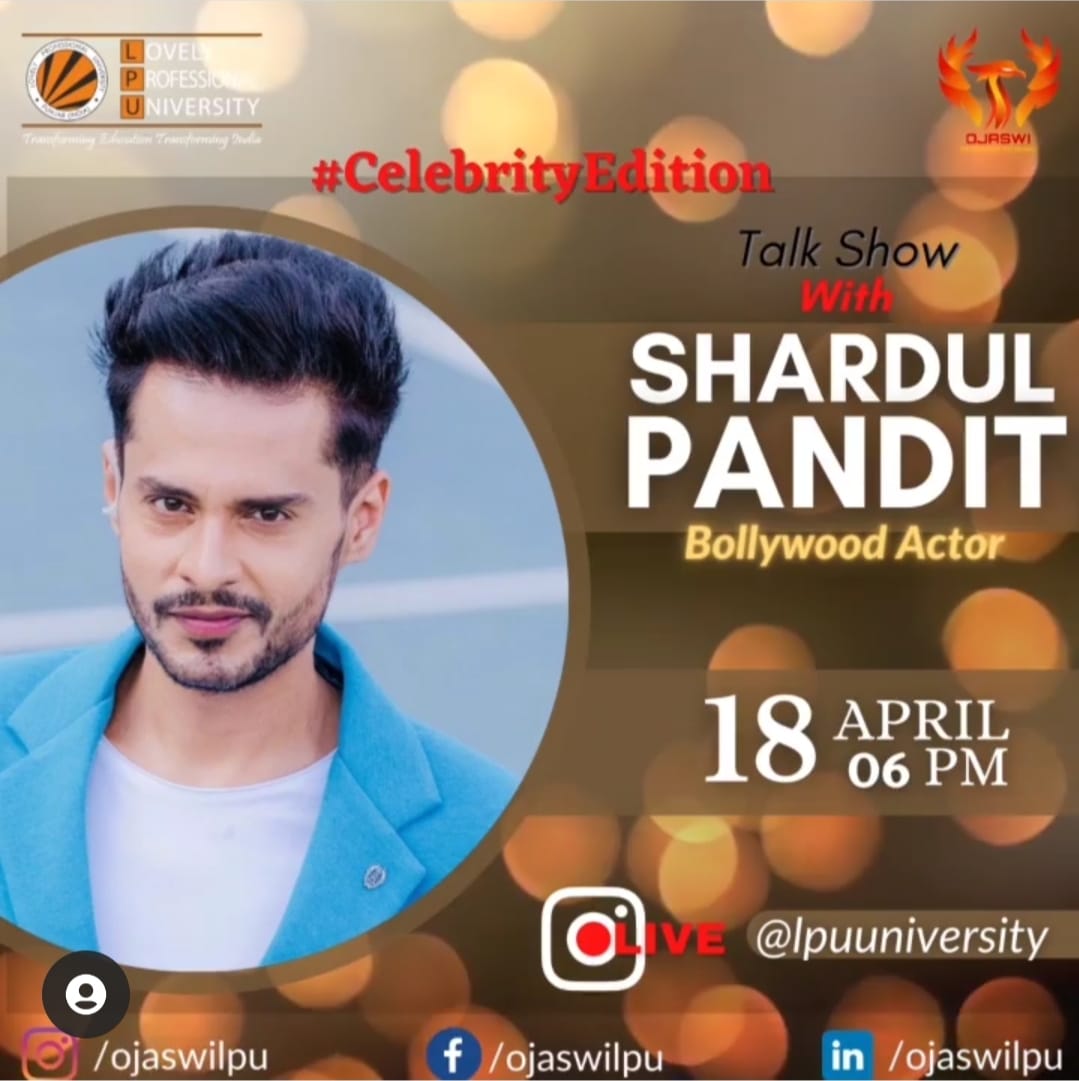 LOVELY
PROFESSIONAL
UNIVERSITY
Transforming Education Transforming India
OJASWI
#CelebrityEdition
Talk Show
With
SHARDUL
PANDIT
Bollywood Actor
18 APRIL
06 PM
LIVE @lpuuniversity
/ojaswilpu /ojaswilpu in /ojaswilpu